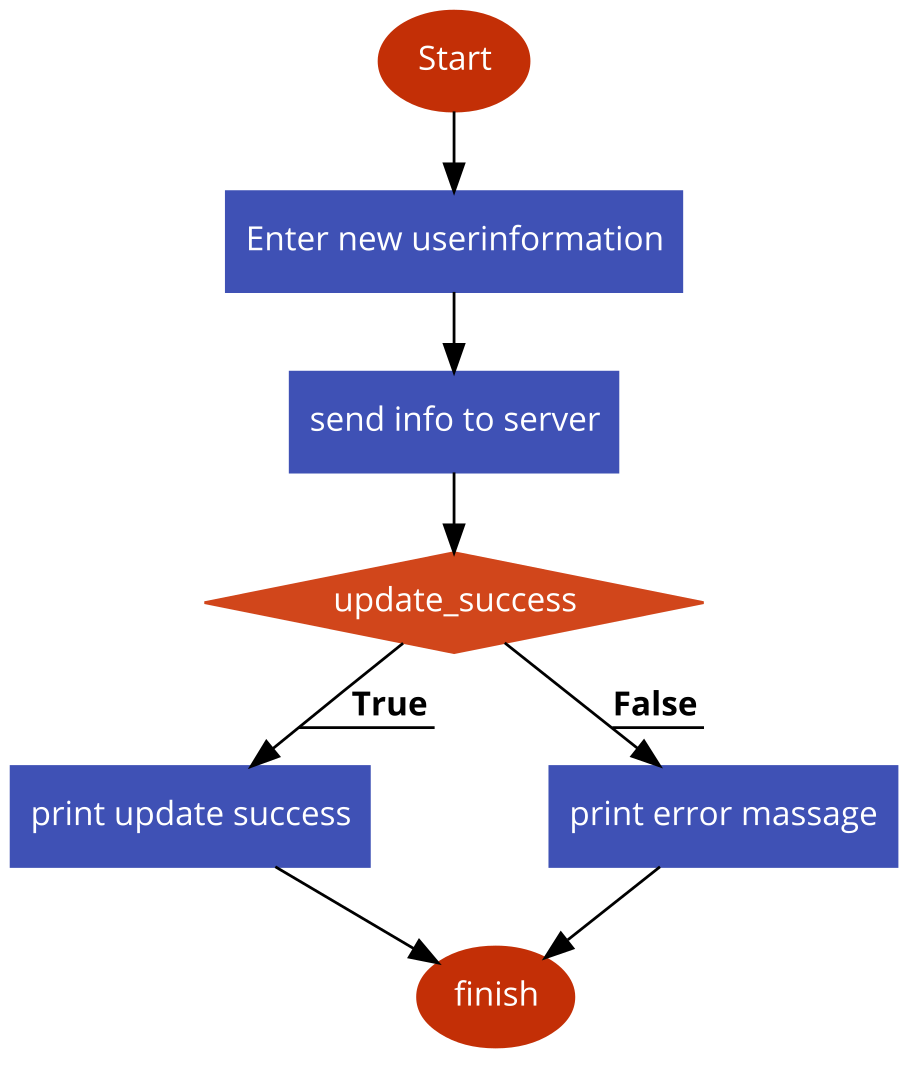 Start
Enter new userinformation
send info to server
update_success
True
False
print update success
print error massage
finish